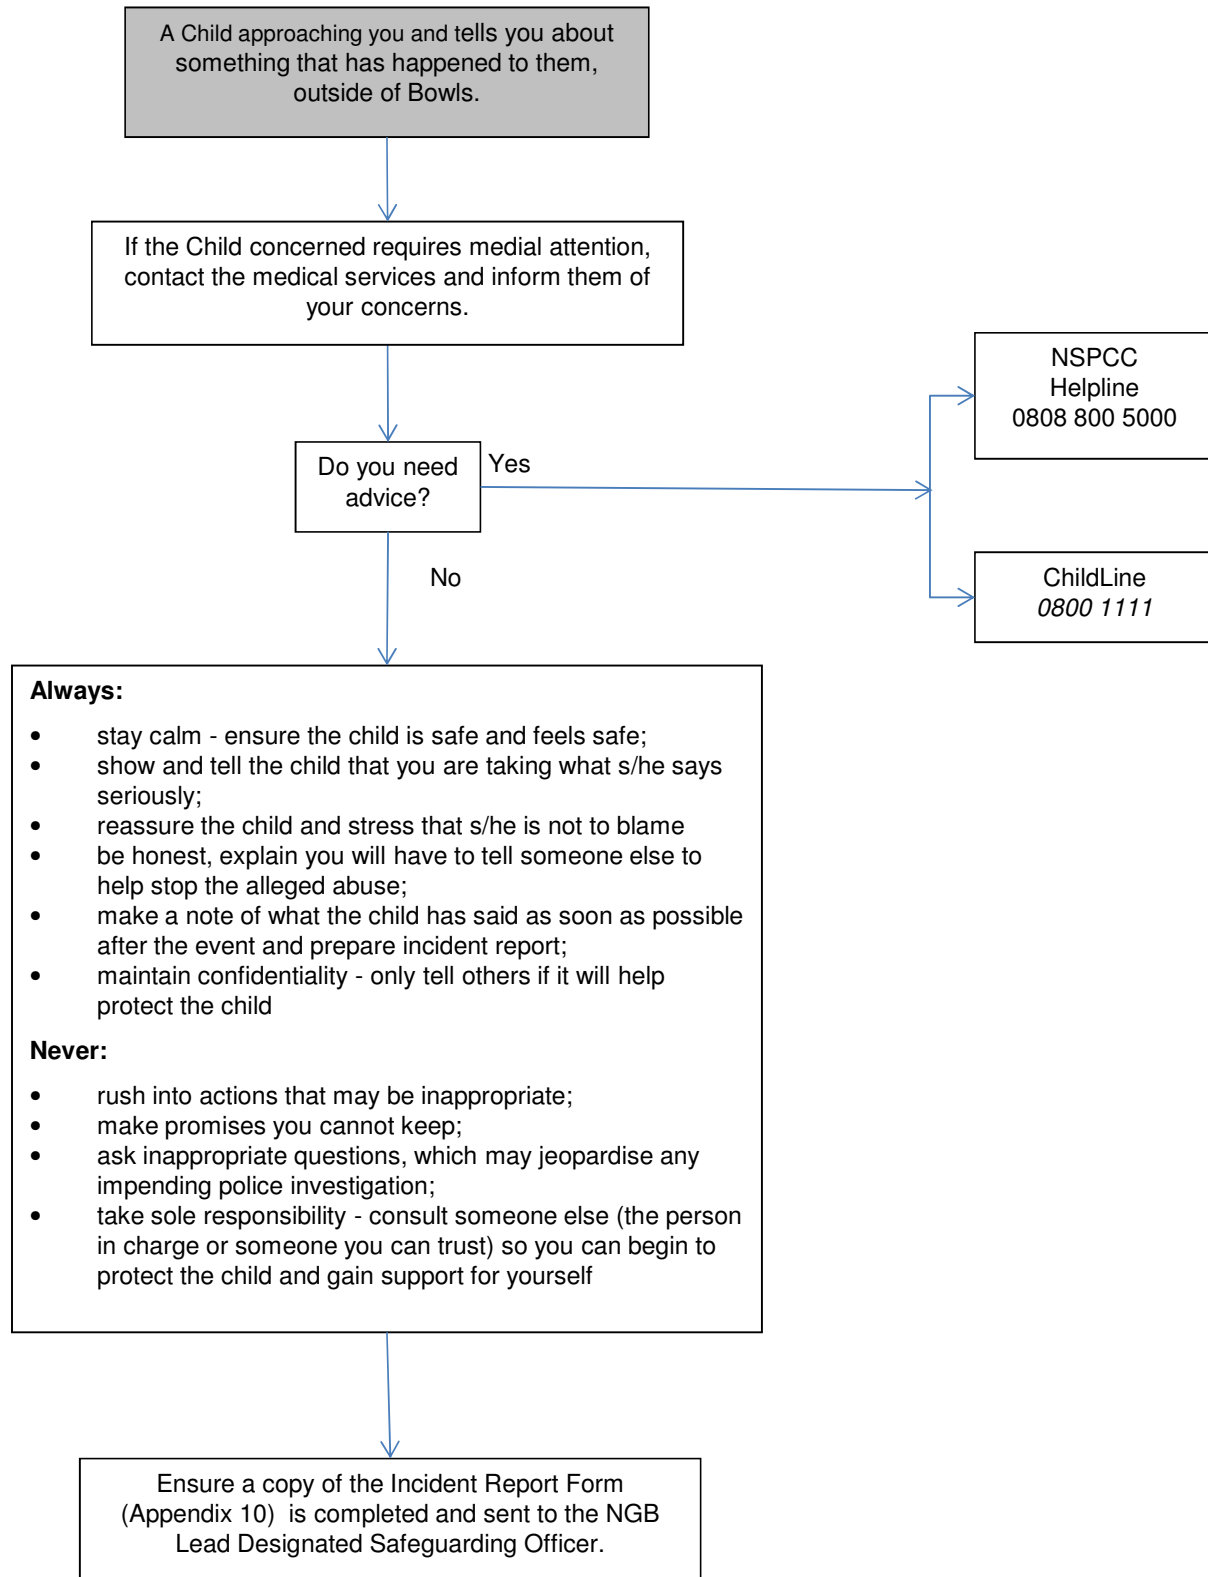 A Child approaching you and tells you about
something that has happened to them,
outside of Bowls.
If the Child concerned requires medial attention,
contact the medical services and inform them of
your concerns.
Do you need
advice?
Yes
NSPCC
Helpline
0808 800 5000
ChildLine
0800 1111
No
Always:
• stay calm - ensure the child is safe and feels safe;
• show and tell the child that you are taking what s/he says
seriously;
• reassure the child and stress that s/he is not to blame
• be honest, explain you will have to tell someone else to
help stop the alleged abuse;
• make a note of what the child has said as soon as possible
after the event and prepare incident report;
• maintain confidentiality - only tell others if it will help
protect the child
Never:
• rush into actions that may be inappropriate;
• make promises you cannot keep;
• ask inappropriate questions, which may jeopardise any
impending police investigation;
• take sole responsibility - consult someone else (the person
in charge or someone you can trust) so you can begin to
protect the child and gain support for yourself
Ensure a copy of the Incident Report Form
(Appendix 10) is completed and sent to the NGB
Lead Designated Safeguarding Officer.